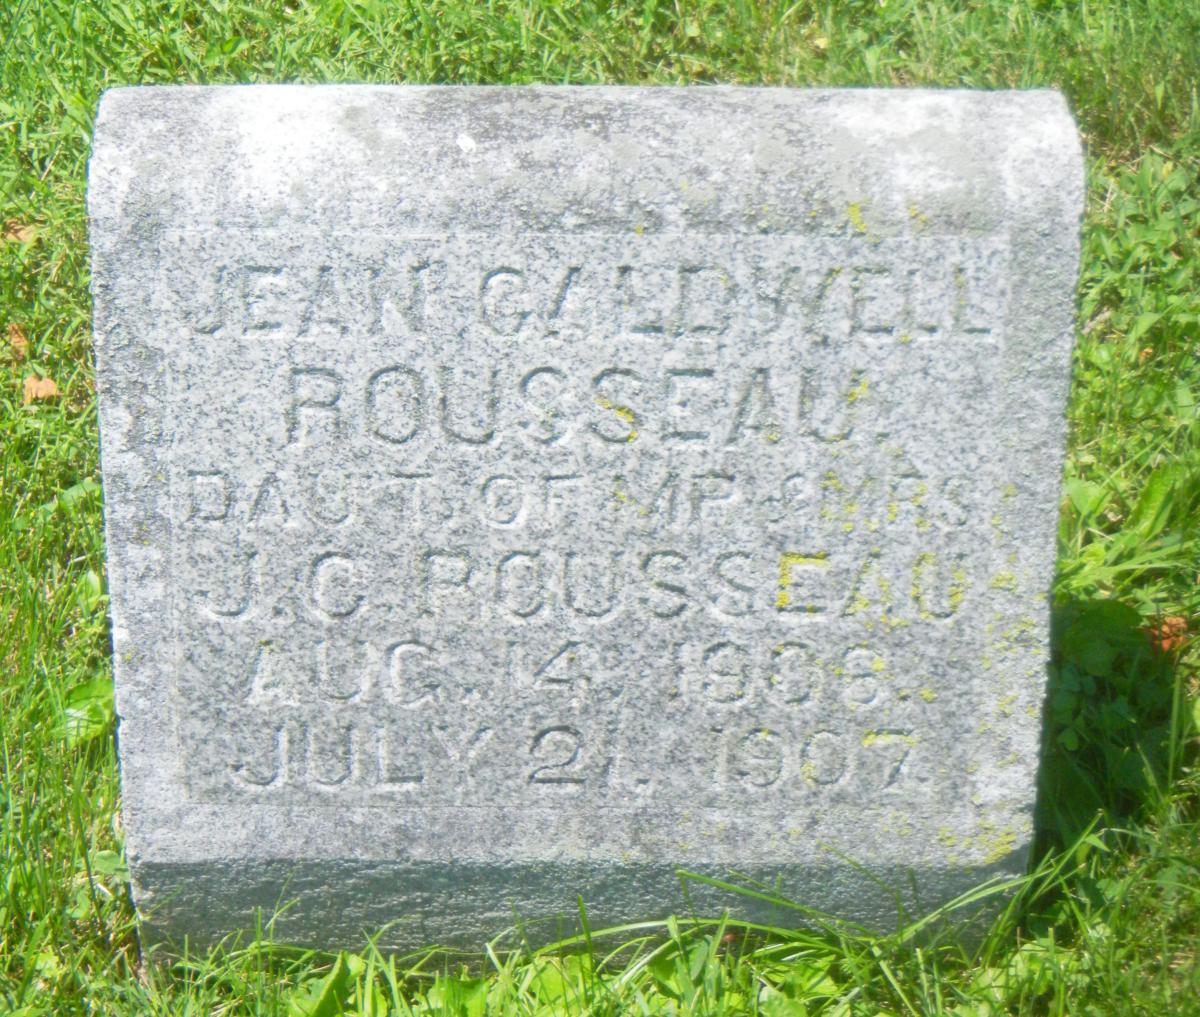 JEAN CALDWELL
ROUSSEAU.
DAU'T. OF MR & MRS.
J.C. ROUSSEAU
AUG. 14, 1906.
JULY 21, 1907.